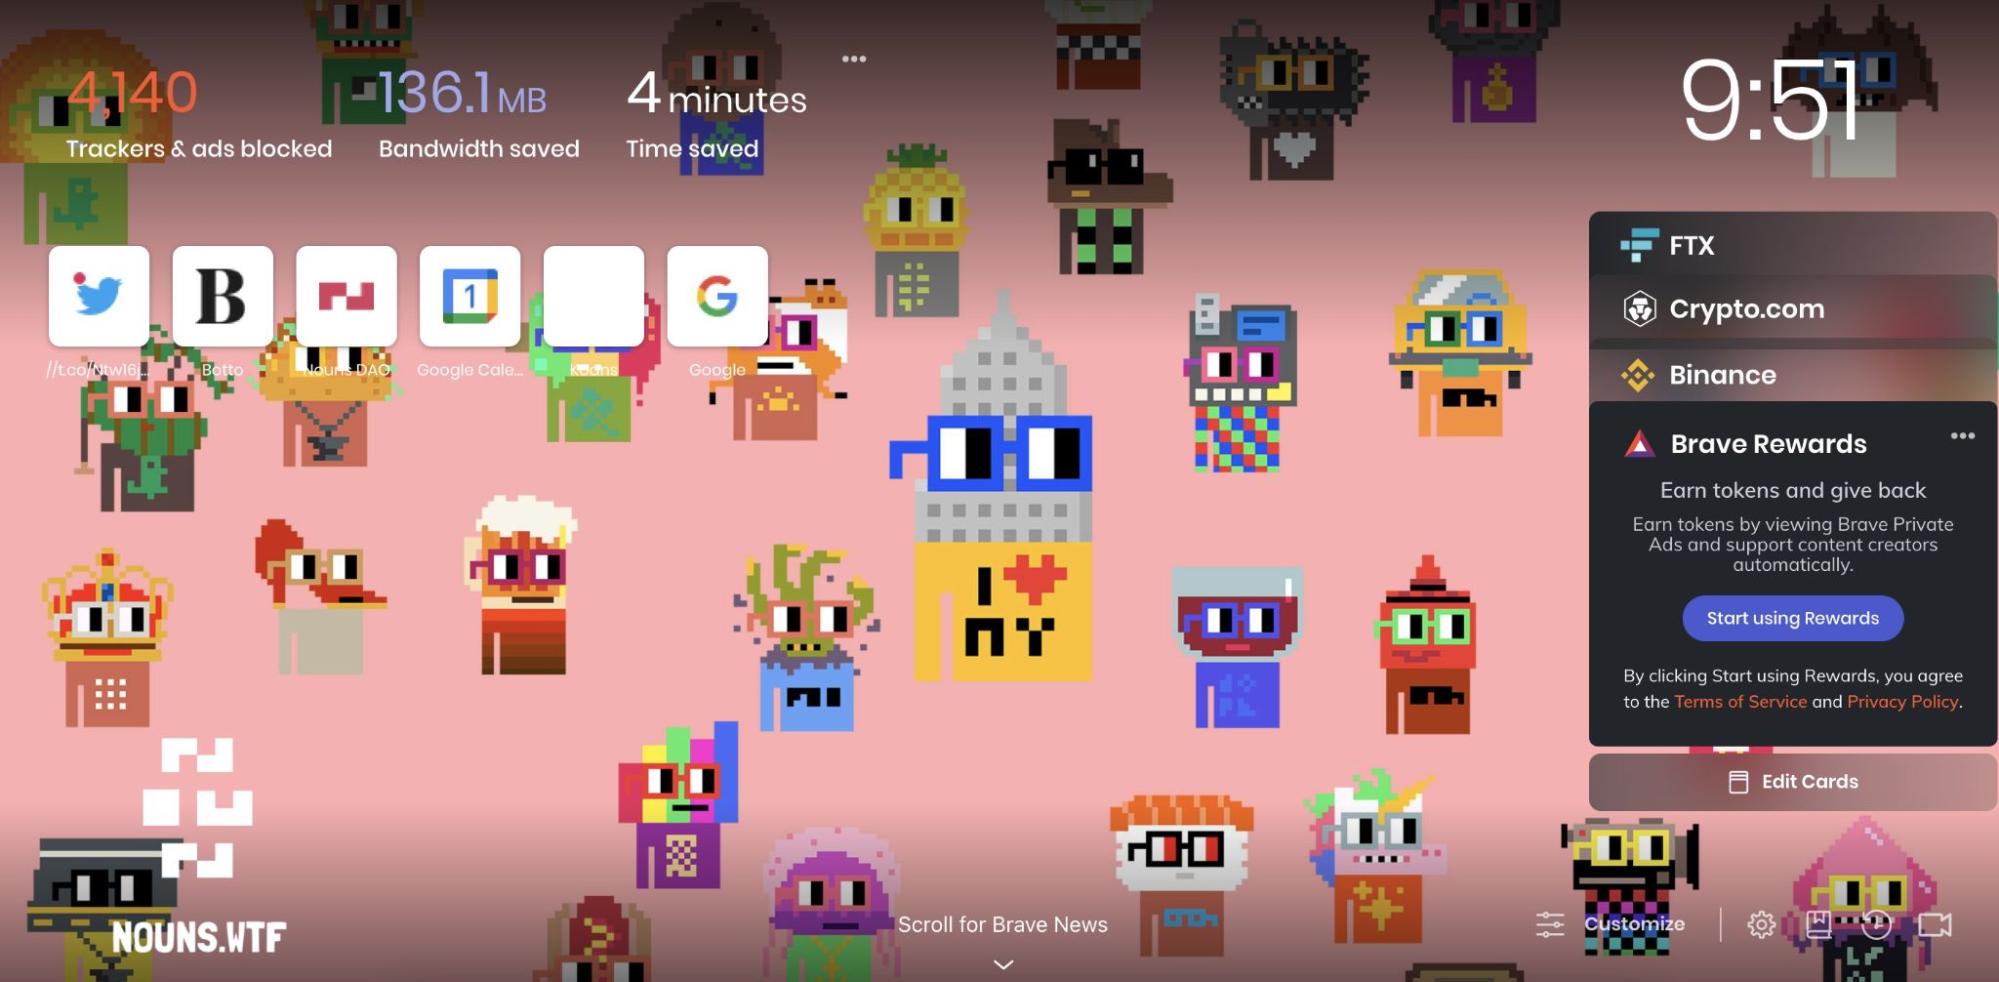 4,140
Trackers & ads blocked
136.1 MB
Bandwidth saved
4 minutes
Time saved
9:51
B
1
G
//t.co/Ntw16j...
Botto
Nouns DAO
Google Cale...
Google
FTX
Crypto.com
Binance
Brave Rewards
Earn tokens and give back
Earn tokens by viewing Brave Private
Ads and support content creators
automatically.
Start using Rewards
By clicking Start using Rewards, you agree
to the Terms of Service and Privacy Policy.
Edit Cards
I ♥
NY
NOUNS.WTF
Scroll for Brave News
Customize